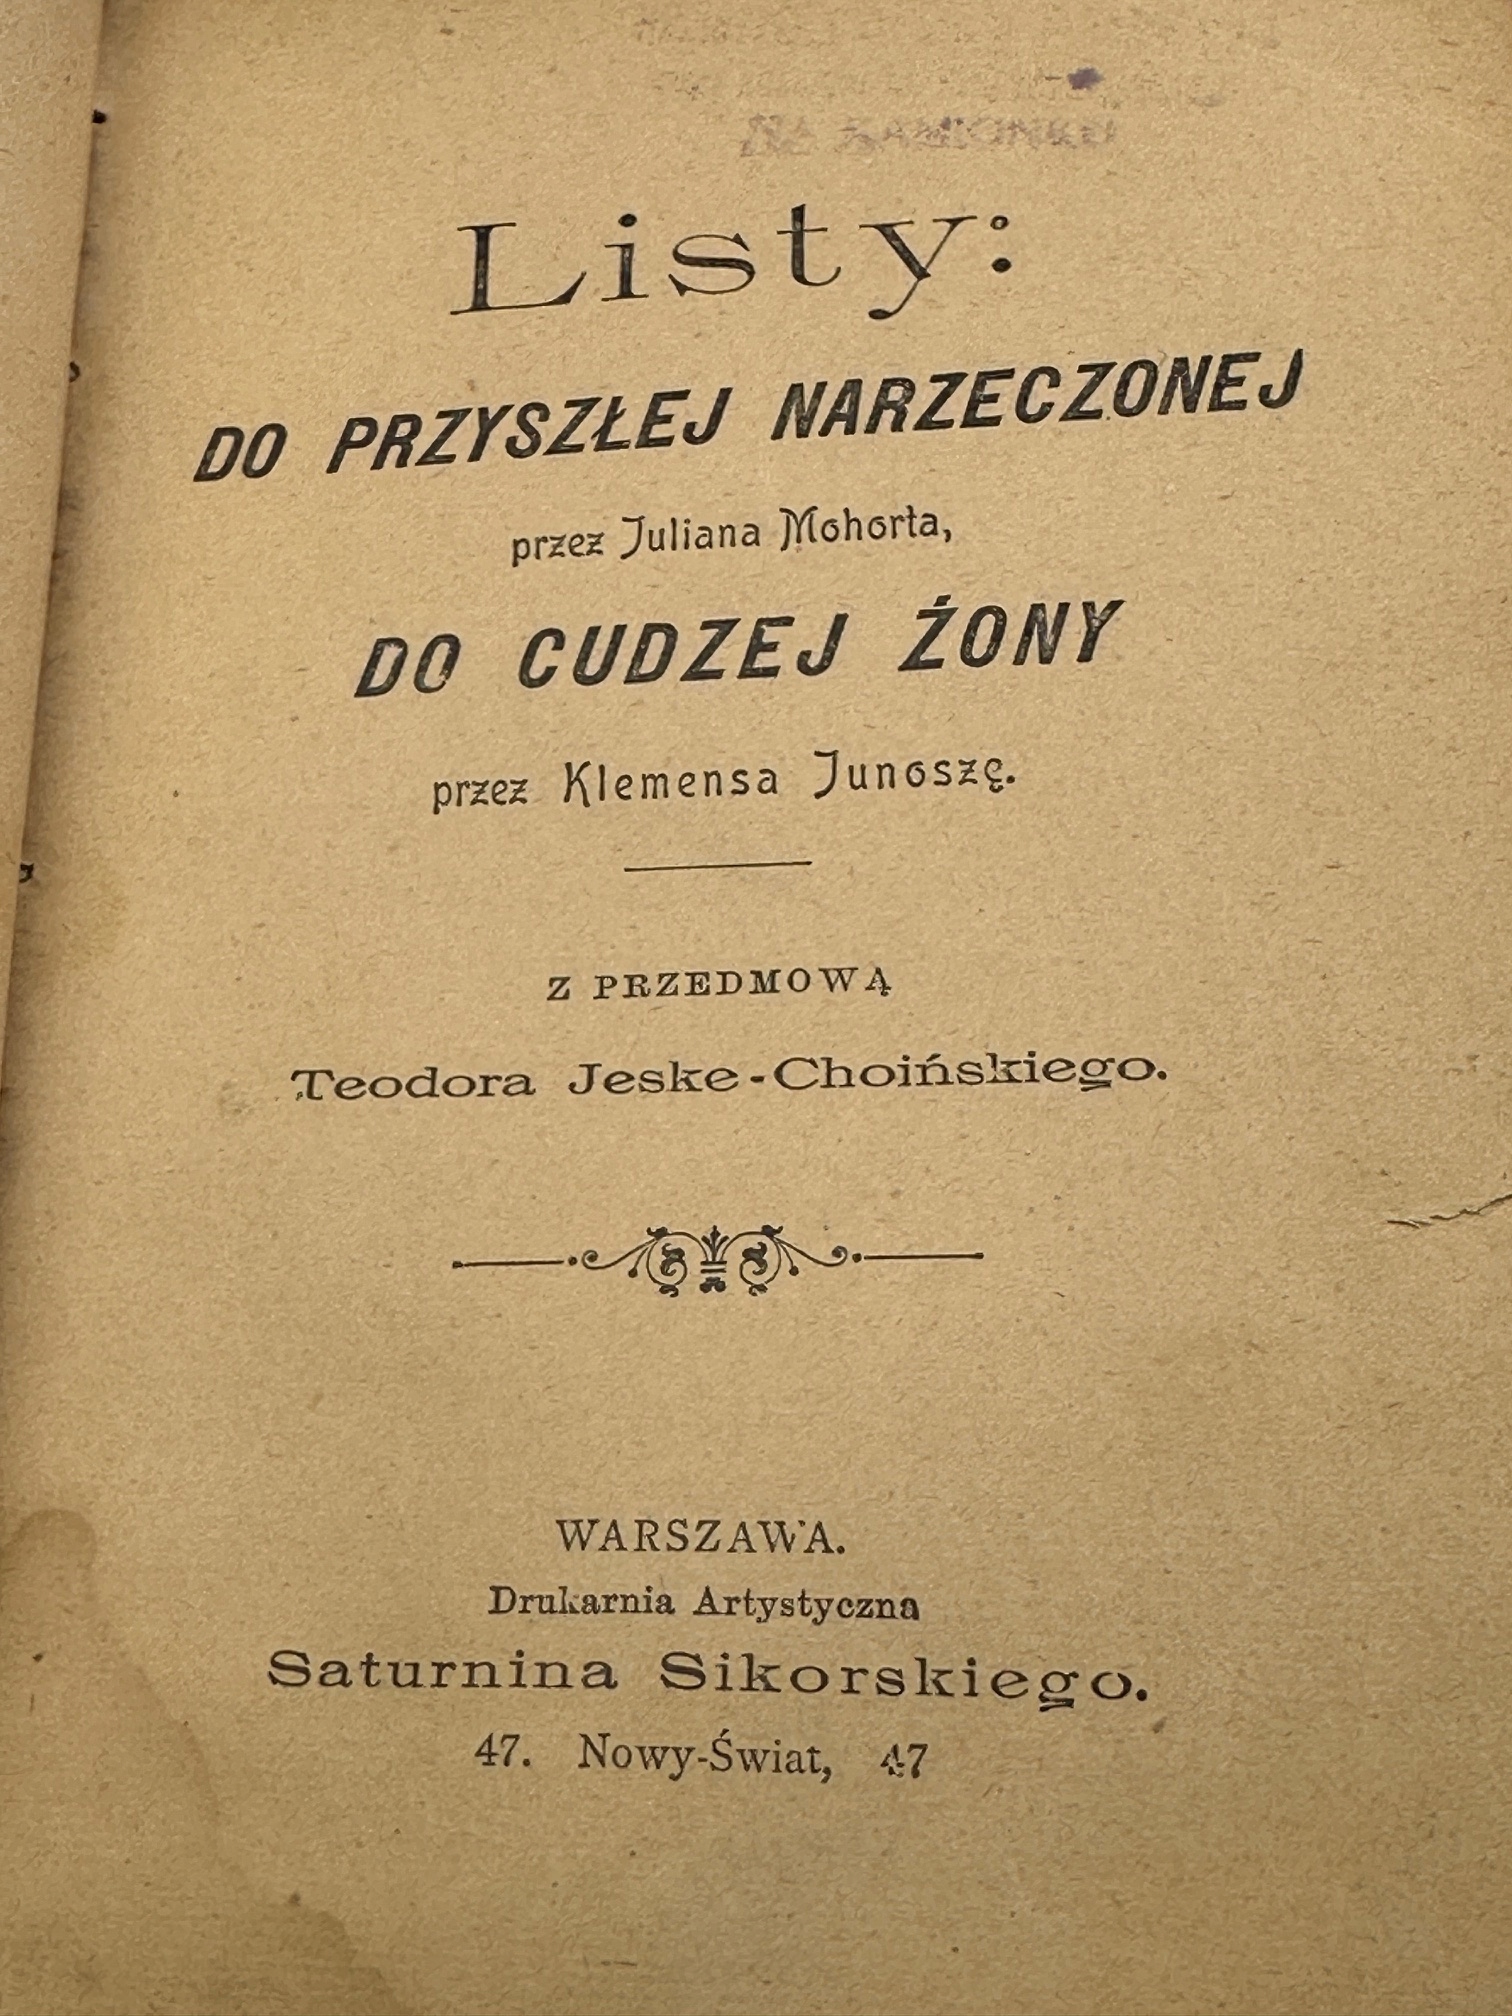 Listy:
DO PRZYSZŁEJ NARZECZONEJ
przez Juliana Mohorta,
DO CUDZEJ ŻONY
przez Klemensa Junoszę.
Z PRZEDMOWĄ
Teodora Jeske-Choińskiego.
WARSZAWA.
Drukarnia Artystyczna
Saturnina Sikorskiego.
47. Nowy-Świat, 47